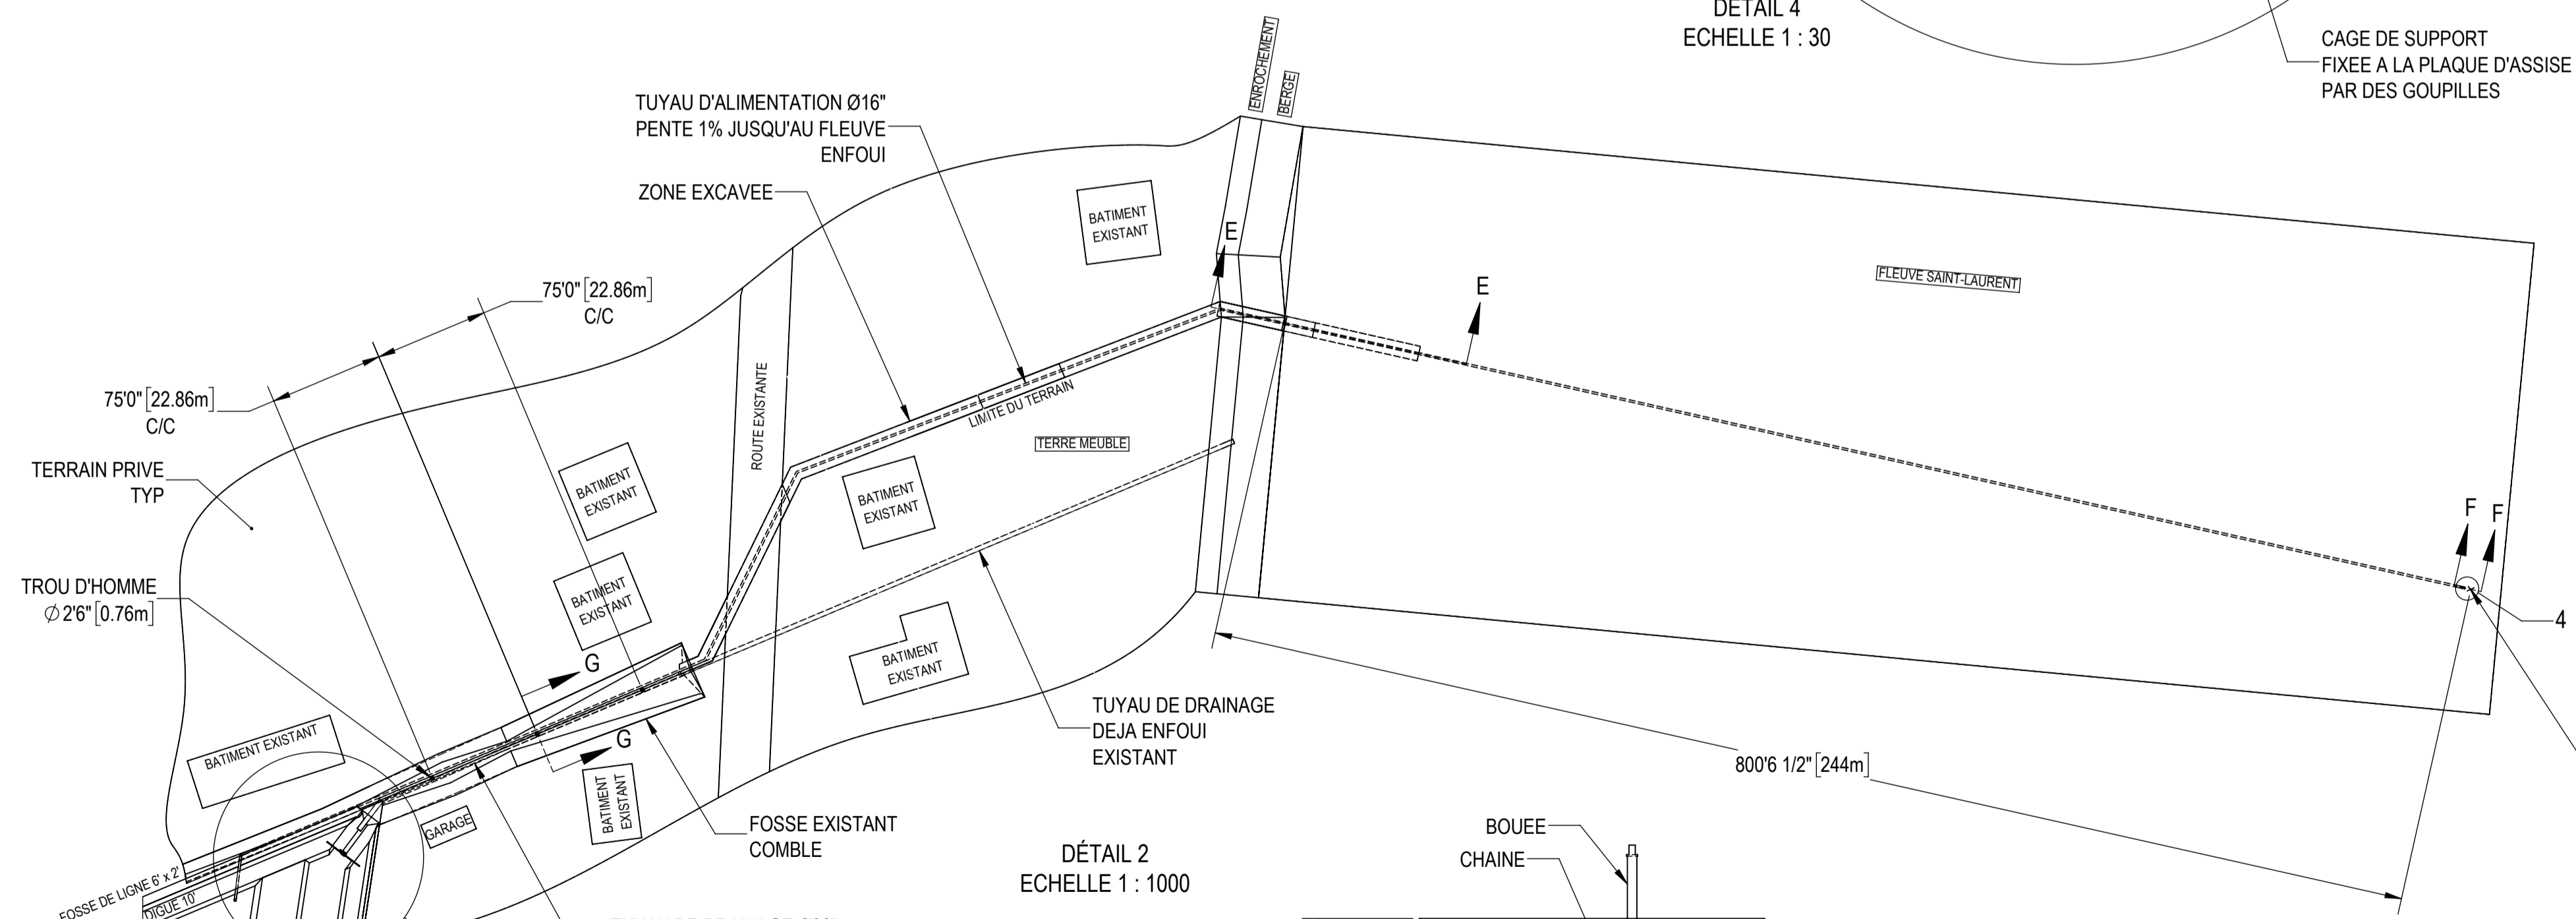 DÉTAIL 4
ECHELLE 1 : 30
CAGE DE SUPPORT
FIXEE A LA PLAQUE D'ASSISE
PAR DES GOUPILLES
ENROCHEMENT
BERGE
TUYAU D'ALIMENTATION Ø16"
PENTE 1% JUSQU'AU FLEUVE
ENFOUI
ZONE EXCAVEE
BATIMENT
EXISTANT
E
E
FLEUVE SAINT-LAURENT
75'0" [22.86m]
C/C
75'0" [22.86m]
C/C
ROUTE EXISTANTE
LIMITE DU TERRAIN
TERRE MEUBLE
TERRAIN PRIVE
TYP
BATIMENT
EXISTANT
BATIMENT
EXISTANT
F
F
TROU D'HOMME
Ø 2'6" [0.76m]
BATIMENT
EXISTANT
4
G
BATIMENT
EXISTANT
TUYAU DE DRAINAGE
DEJA ENFOUI
EXISTANT
BATIMENT EXISTANT
G
800'6 1/2" [244m]
BATIMENT
EXISTANT
GARAGE
FOSSE EXISTANT
COMBLE
DÉTAIL 2
ECHELLE 1 : 1000
BOUEE
CHAINE
FOSSE DE LIGNE 6' x 2'
DIGUE 10'